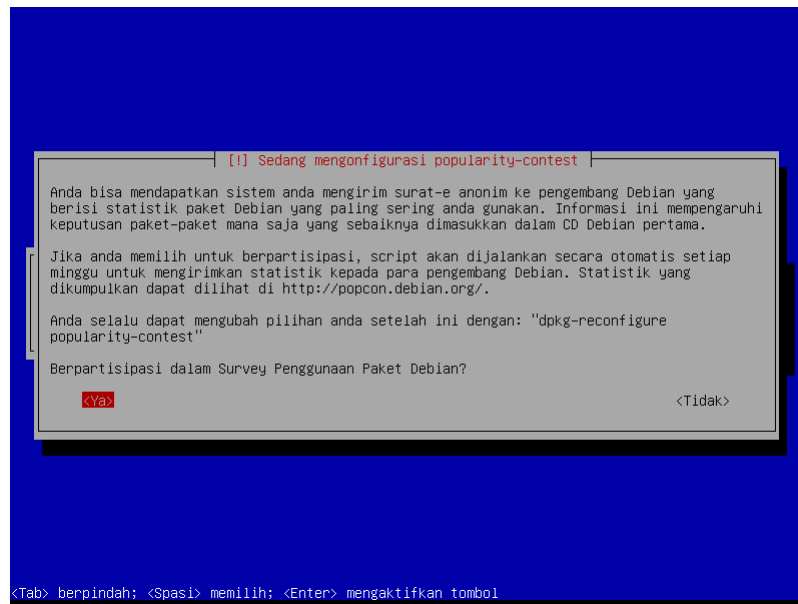 [!] Sedang mengonfigurasi popularity-contest
Anda bisa mendapatkan sistem anda mengirim surat-e anonim ke pengembang Debian yang
berisi statistik paket Debian yang paling sering anda gunakan. Informasi ini mempengaruhi
keputusan paket-paket mana saja yang sebaiknya dimasukkan dalam CD Debian pertama.
Jika anda memilih untuk berpartisipasi, script akan dijalankan secara otomatis setiap
minggu untuk mengirimkan statistik kepada para pengembang Debian. Statistik yang
dikumpulkan dapat dilihat di http://popcon.debian.org/.
Anda selalu dapat mengubah pilihan anda setelah ini dengan: "dpkg-reconfigure
popularity-contest"
Berpartisipasi dalam Survey Penggunaan Paket Debian?
<Ya> <Tidak>
<Tab> berpindah; <Spasi> memilih; <Enter> mengaktifkan tombol